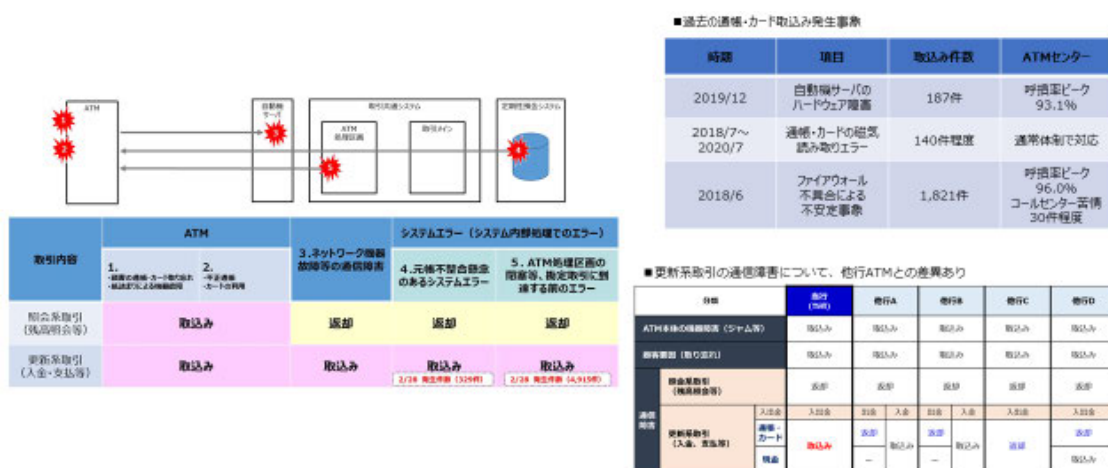 ATM
自動機
サーバ
取引共通システム
ATM
処理区画
取引メイン
定期性預金システム
1
2
3
5
4
取引内容
ATM
1.
2.
・不正通帳
・カードの利用
3.ネットワーク機器
故障等の通信障害
システムエラー（システム内部処理でのエラー）
4.元帳不整合懸念
のあるシステムエラー
5. ATM処理区画の
閉塞等、勘定取引に到
達する前のエラー
照会系取引
（残高照会等）
取込み
返却
返却
返却
更新系取引
（入金・支払等）
取込み
取込み
取込み
2/28 発生件数（329件）
取込み
2/28 発生件数（4,919件）
■過去の通帳・カード取込み発生事象
時期
項目
取込み件数
ATMセンター
2019/12
自動機サーバの
ハードウェア障害
187件
呼損率ピーク
93.1%
2018/7～
2020/7
通帳・カードの磁気
読み取りエラー
140件程度
通常体制で対応
2018/6
ファイアウォール
不具合による
不安定事象
1,821件
呼損率ピーク
96.0%
コールセンター苦情
30件程度
■更新系取引の通信障害について、他行ATMとの差異あり
分類
当行
他行A
他行B
他行C
他行D
ATM本体の機器障害（ジャム等）
取込み
取込み
取込み
取込み
取込み
顧客要因（取り忘れ）
取込み
取込み
取込み
取込み
取込み
通信
障害
照会系取引
（残高照会等）
返却
返却
返却
返却
返却
更新系取引
（入金、支払等）
入出金
入出金
出金
入金
出金
入金
入出金
入出金
通帳・
カード
取込み
返却
取込み
返却
取込み
返却
返却
現金
－
－
取込み